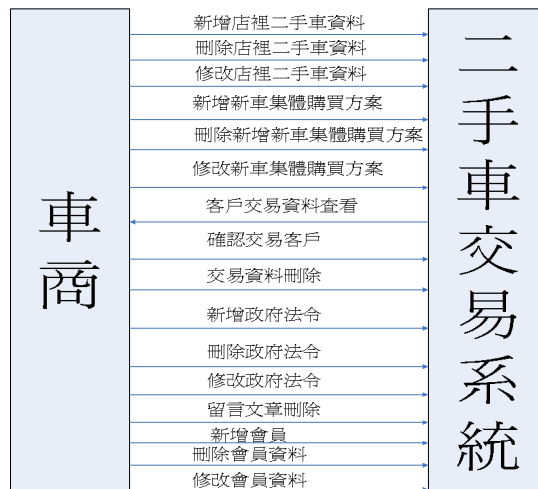 車商
新增店裡二手車資料
刪除店裡二手車資料
修改店裡二手車資料
新增新車集體購買方案
刪除新增新車集體購買方案
修改新車集體購買方案
客戶交易資料查看
確認交易客戶
交易資料刪除
新增政府法令
刪除政府法令
修改政府法令
留言文章刪除
新增會員
刪除會員資料
修改會員資料
二手車交易系統